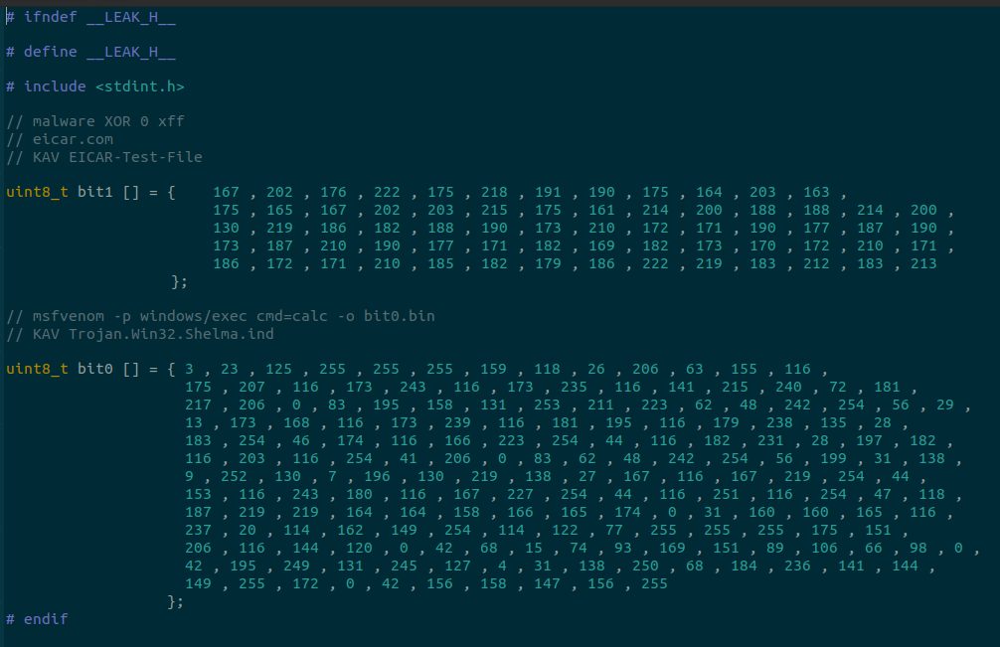 # ifndef __LEAK_H__
# define __LEAK_H__
# include <stdint.h>
// malware XOR 0 xff
// eicar.com
// KAV EICAR-Test-File
uint8_t bit1 [] = { 167 , 202 , 176 , 222 , 175 , 218 , 191 , 190 , 175 , 164 , 203 , 163 ,
175 , 165 , 167 , 202 , 203 , 215 , 175 , 161 , 214 , 200 , 188 , 188 , 214 , 200 ,
130 , 219 , 186 , 182 , 188 , 190 , 173 , 210 , 172 , 171 , 190 , 177 , 187 , 190 ,
173 , 187 , 210 , 190 , 177 , 171 , 182 , 169 , 182 , 173 , 170 , 172 , 210 , 171 ,
186 , 172 , 171 , 210 , 185 , 182 , 179 , 186 , 222 , 219 , 183 , 212 , 183 , 213
};
// msfvenom -p windows/exec cmd=calc -o bit0.bin
// KAV Trojan.Win32.Shelma.ind
uint8_t bit0 [] = { 3 , 23 , 125 , 255 , 255 , 255 , 159 , 118 , 26 , 206 , 63 , 155 , 116 ,
175 , 207 , 116 , 173 , 243 , 116 , 173 , 235 , 116 , 141 , 215 , 240 , 72 , 181 ,
217 , 206 , 0 , 83 , 195 , 158 , 131 , 253 , 211 , 223 , 62 , 48 , 242 , 254 , 56 , 29 ,
13 , 173 , 168 , 116 , 173 , 239 , 116 , 181 , 195 , 116 , 179 , 238 , 135 , 28 ,
183 , 254 , 46 , 174 , 116 , 166 , 223 , 254 , 44 , 116 , 182 , 231 , 28 , 197 , 182 ,
116 , 203 , 116 , 254 , 41 , 206 , 0 , 83 , 62 , 48 , 242 , 254 , 56 , 199 , 31 , 138 ,
9 , 252 , 130 , 7 , 196 , 130 , 219 , 138 , 27 , 167 , 116 , 167 , 219 , 254 , 44 ,
153 , 116 , 243 , 180 , 116 , 167 , 227 , 254 , 44 , 116 , 251 , 116 , 254 , 47 , 118 ,
187 , 219 , 219 , 164 , 164 , 158 , 166 , 165 , 174 , 0 , 31 , 160 , 160 , 165 , 116 ,
237 , 20 , 114 , 162 , 149 , 254 , 114 , 122 , 77 , 255 , 255 , 255 , 175 , 151 ,
206 , 116 , 144 , 120 , 0 , 42 , 68 , 15 , 74 , 93 , 169 , 151 , 89 , 106 , 66 , 98 , 0 ,
42 , 195 , 249 , 131 , 245 , 127 , 4 , 31 , 138 , 250 , 68 , 184 , 236 , 141 , 144 ,
149 , 255 , 172 , 0 , 42 , 156 , 158 , 147 , 156 , 255
};
# endif